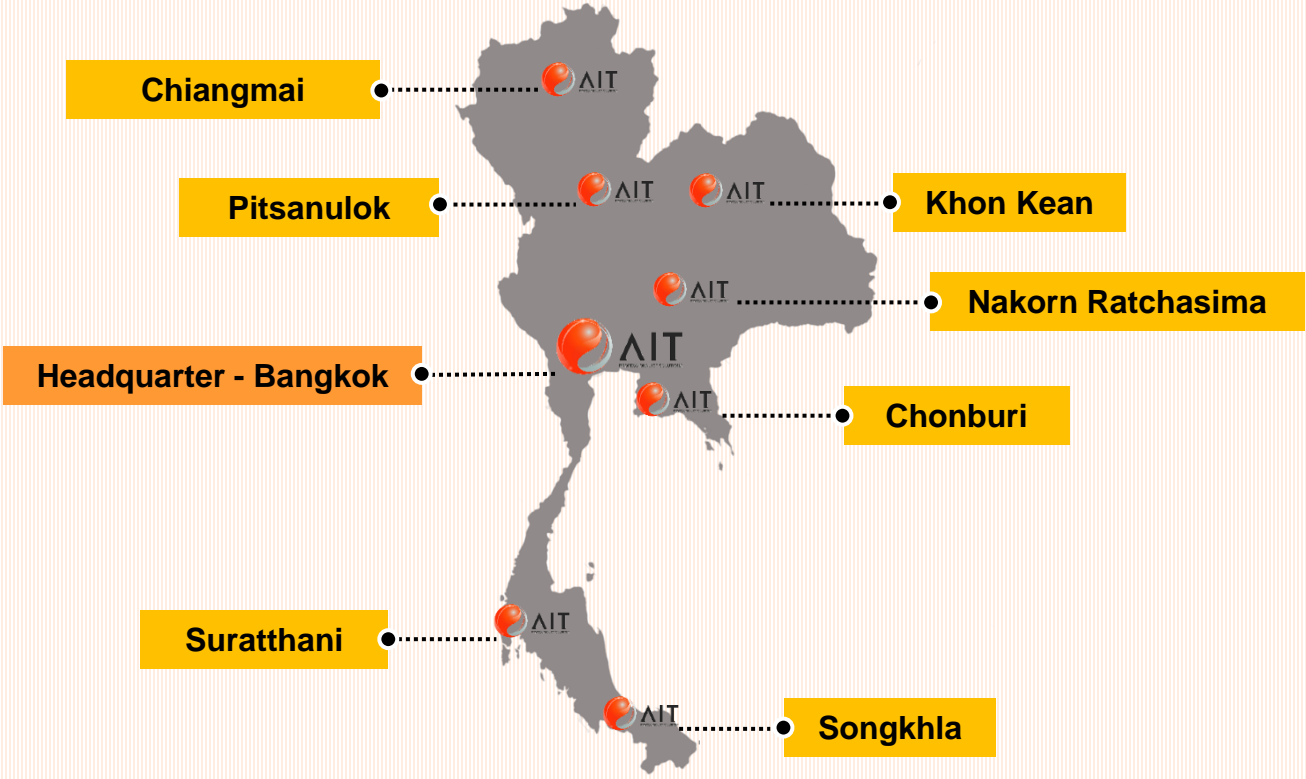 Chiangmai
AIT
Pitsanulok
AIT
AIT
Khon Kean
AIT
Nakorn Ratchasima
Headquarter - Bangkok
AIT
AIT
Chonburi
Suratthani
AIT
AIT
Songkhla